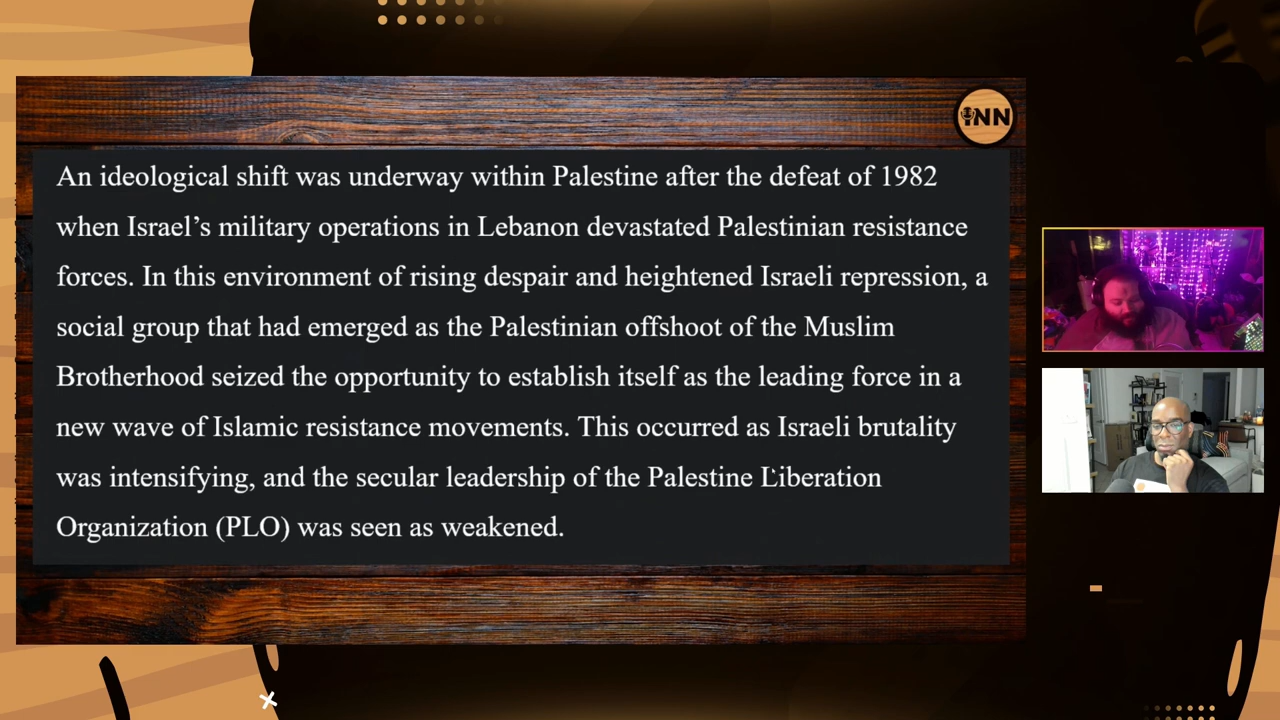 iNN
An ideological shift was underway within Palestine after the defeat of 1982
when Israel’s military operations in Lebanon devastated Palestinian resistance
forces. In this environment of rising despair and heightened Israeli repression, a
social group that had emerged as the Palestinian offshoot of the Muslim
Brotherhood seized the opportunity to establish itself as the leading force in a
new wave of Islamic resistance movements. This occurred as Israeli brutality
was intensifying, and the secular leadership of the Palestine Liberation
Organization (PLO) was seen as weakened.